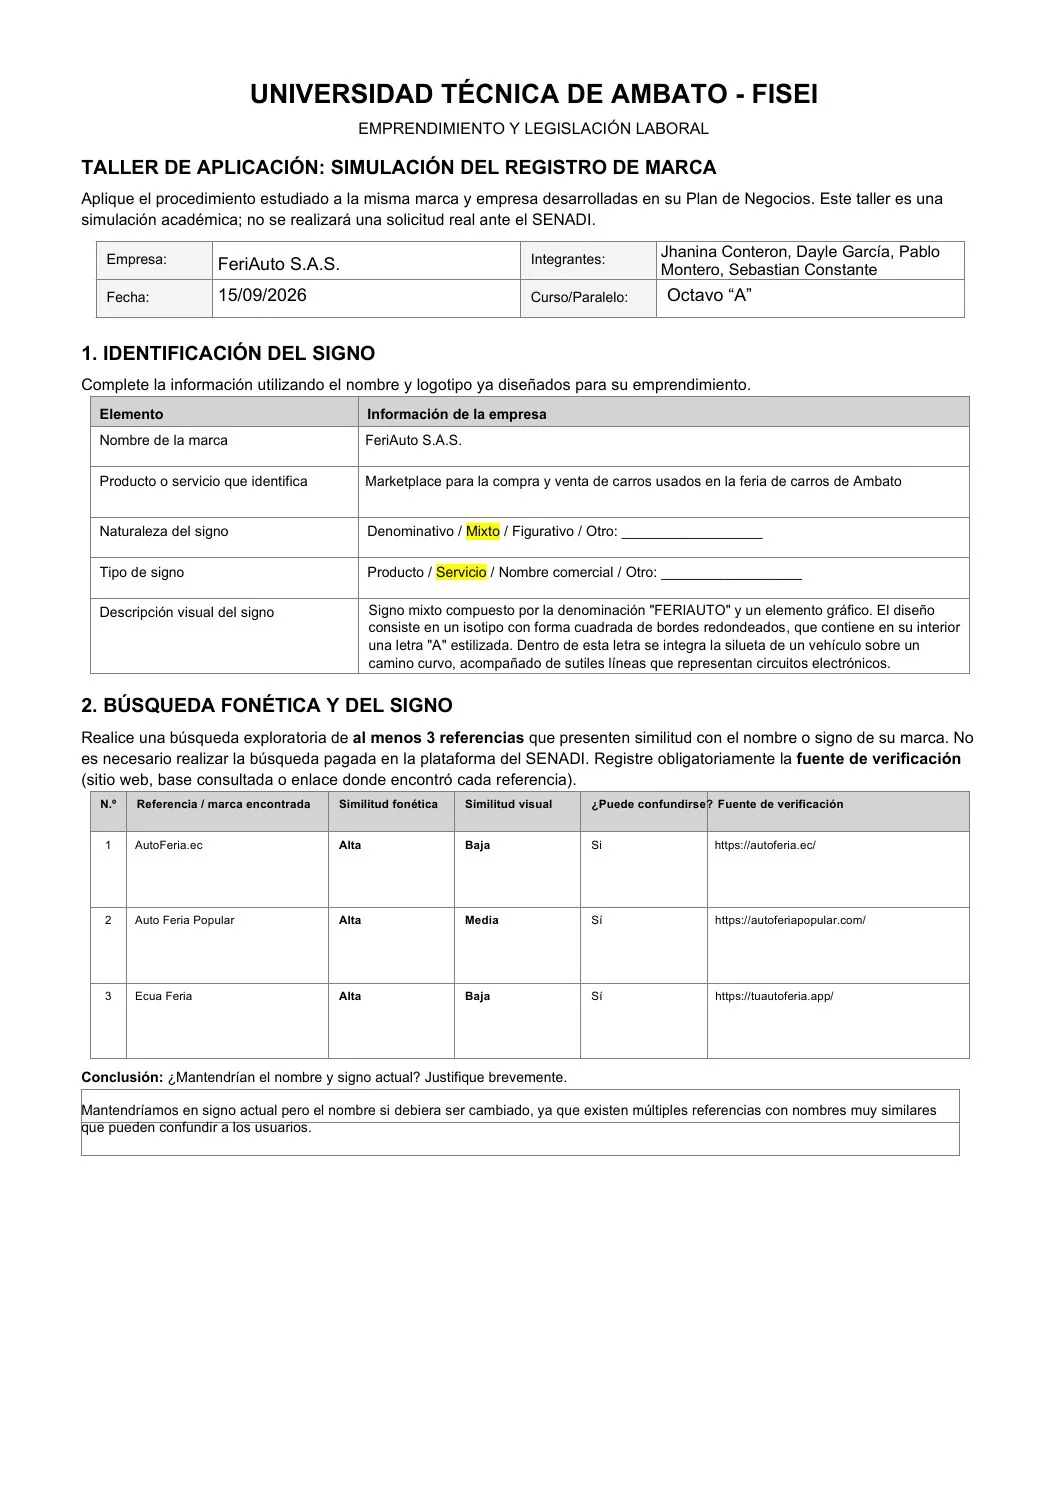 UNIVERSIDAD TÉCNICA DE AMBATO - FISEI
EMPRENDIMIENTO Y LEGISLACIÓN LABORAL
TALLER DE APLICACIÓN: SIMULACIÓN DEL REGISTRO DE MARCA
Aplique el procedimiento estudiado a la misma marca y empresa desarrolladas en su Plan de Negocios. Este taller es una
simulación académica; no se realizará una solicitud real ante el SENADI.
Empresa: FeriAuto S.A.S. Integrantes: Jhanina Conteron, Dayle García, Pablo
Montero, Sebastian Constante
Fecha: 15/09/2026 Curso/Paralelo: Octavo “A”
1. IDENTIFICACIÓN DEL SIGNO
Complete la información utilizando el nombre y logotipo ya diseñados para su emprendimiento.
Elemento Información de la empresa
Nombre de la marca FeriAuto S.A.S.
Producto o servicio que identifica Marketplace para la compra y venta de carros usados en la feria de carros de Ambato
Naturaleza del signo Denominativo / Mixto / Figurativo / Otro: __________________
Tipo de signo Producto / Servicio / Nombre comercial / Otro: __________________
Descripción visual del signo Signo mixto compuesto por la denominación "FERIAUTO" y un elemento gráfico. El diseño
consiste en un isotipo con forma cuadrada de bordes redondeados, que contiene en su interior
una letra "A" estilizada. Dentro de esta letra se integra la silueta de un vehículo sobre un
camino curvo, acompañado de sutiles líneas que representan circuitos electrónicos.
2. BÚSQUEDA FONÉTICA Y DEL SIGNO
Realice una búsqueda exploratoria de al menos 3 referencias que presenten similitud con el nombre o signo de su marca. No
es necesario realizar la búsqueda pagada en la plataforma del SENADI. Registre obligatoriamente la fuente de verificación
(sitio web, base consultada o enlace donde encontró cada referencia).
N.º Referencia / marca encontrada Similitud fonética Similitud visual ¿Puede confundirse? Fuente de verificación
1 AutoFeria.ec Alta Baja Si https://autoferia.ec/
2 Auto Feria Popular Alta Media Sí https://autoferiapopular.com/
3 Ecua Feria Alta Baja Sí https://tuautoferia.app/
Conclusión: ¿Mantendrían el nombre y signo actual? Justifique brevemente.
Mantendríamos en signo actual pero el nombre si debiera ser cambiado, ya que existen múltiples referencias con nombres muy similares
que pueden confundir a los usuarios.